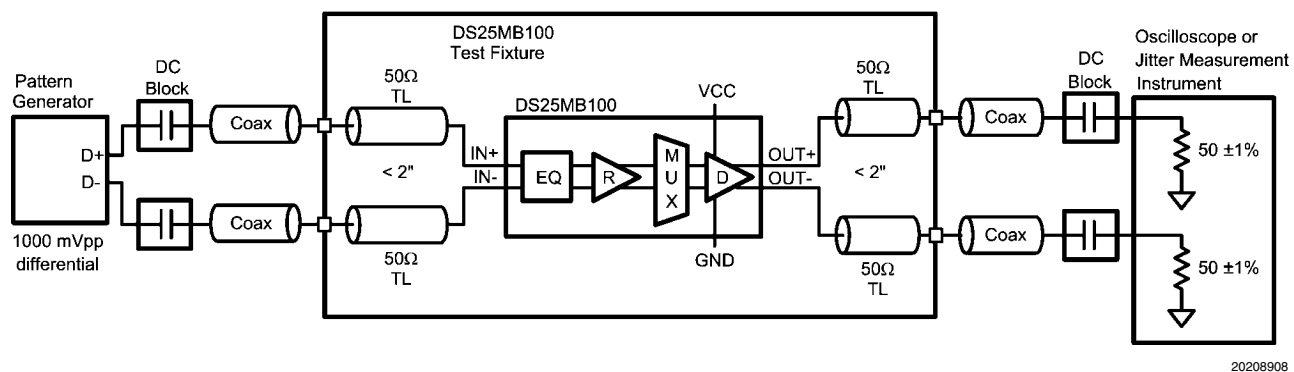 DS25MB100
Test Fixture
Oscilloscope or
Jitter Measurement
Instrument
Pattern
Generator
DC
Block
50Ω
TL
50Ω
TL
DC
Block
DS25MB100
VCC
Coax
Coax
D+
D-
IN+
IN-
EQ
R
MUX
D
OUT+
OUT-
50 ±1%
< 2"
< 2"
Coax
Coax
1000 mVpp
differential
50Ω
TL
GND
50Ω
TL
50 ±1%
20208908